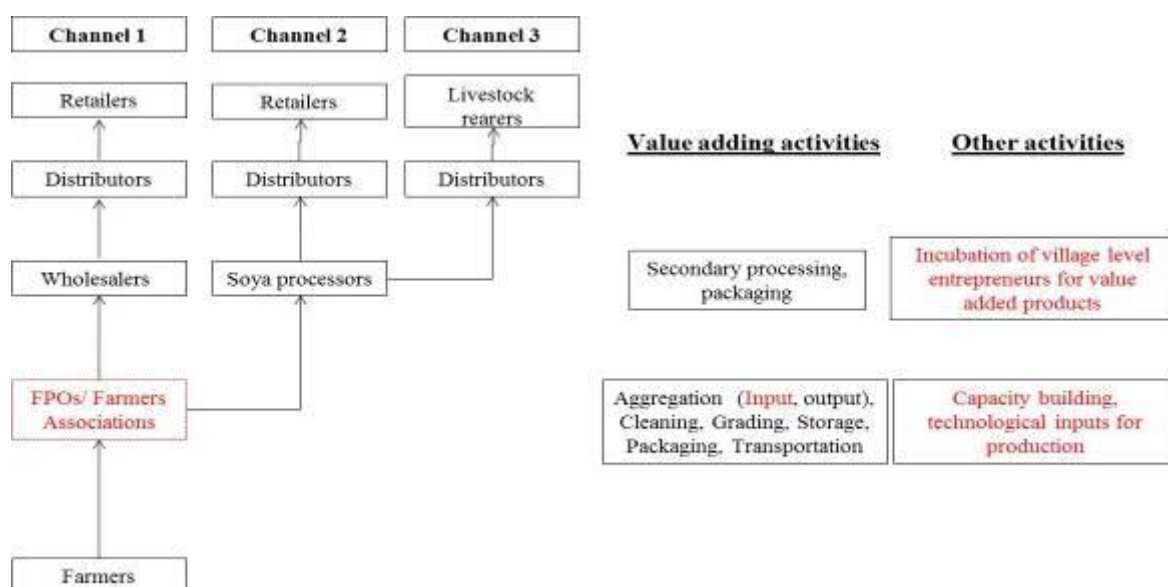 Channel 1
Channel 2
Channel 3
Retailers
Retailers
Livestock
rearers
Value adding activities
Other activities
Distributors
Distributors
Distributors
Wholesalers
Soya processors
Secondary processing,
packaging
Incubation of village level
entrepreneurs for value
added products
FPOs/ Farmers
Associations
Aggregation (Input, output),
Cleaning, Grading, Storage,
Packaging, Transportation
Capacity building,
technological inputs for
production
Farmers